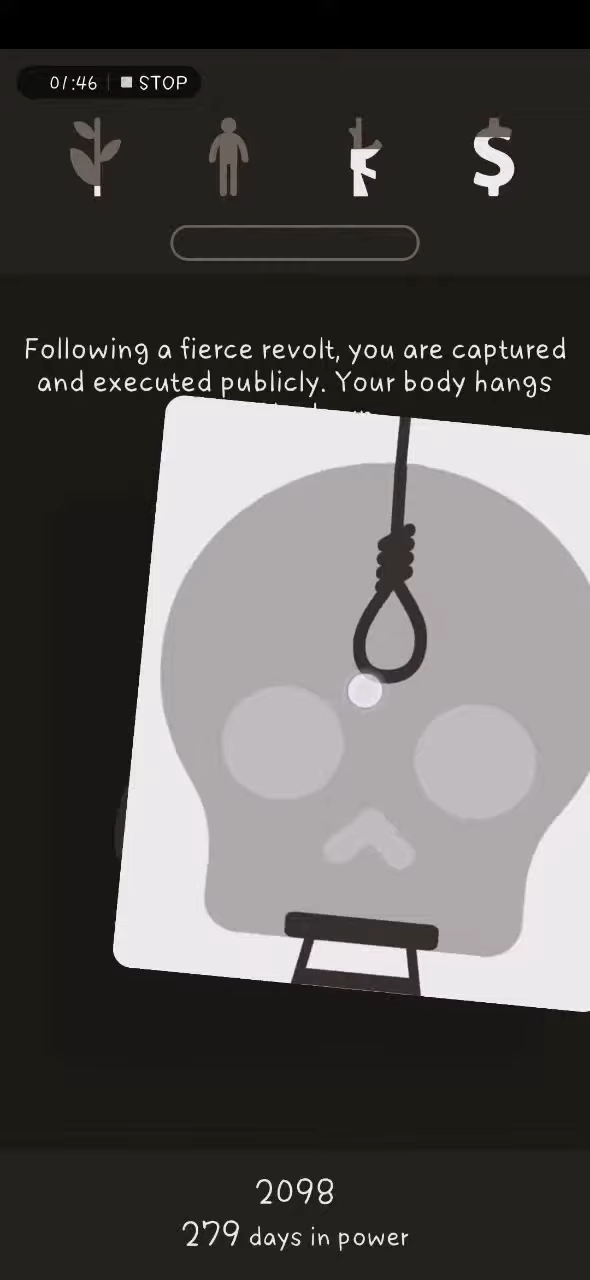 01:46 STOP
$
Following a fierce revolt, you are captured
and executed publicly. Your body hangs
2098
279 days in power